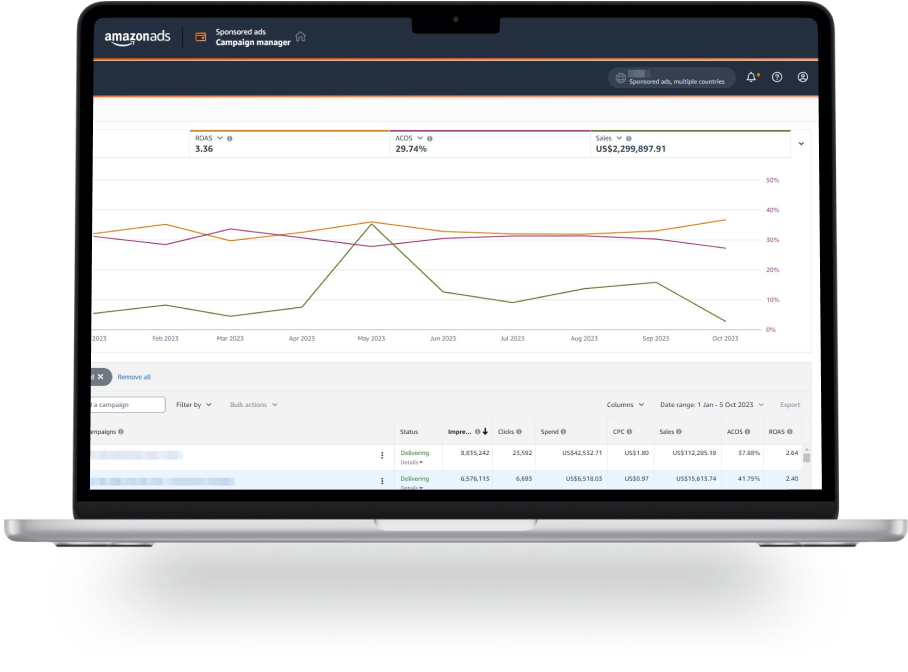 amazonads
Sponsored ads
Campaign manager
Sponsored ads, multiple countries
ROAS ACOS Sales
3.36 29.74% US$2,299,897.91
50%
40%
30%
20%
10%
0%
2023 Feb 2023 Mar 2023 Apr 2023 May 2023 Jun 2023 Jul 2023 Aug 2023 Sep 2023 Oct 2023
Remove all
a campaign Filter by Bulk actions Columns Date range: 1 Jan - 5 Oct 2023 Export
ampaigns Status Impre... Clicks Spend CPC Sales ACOS ROAS
Delivering 8,815,242 23,592 US$42,532.71 US$1.80 US$112,285.18 37.88% 2.64
Details
Delivering 6,576,113 6,693 US$6,518.03 US$0.97 US$15,613.74 41.75% 2.40
Details